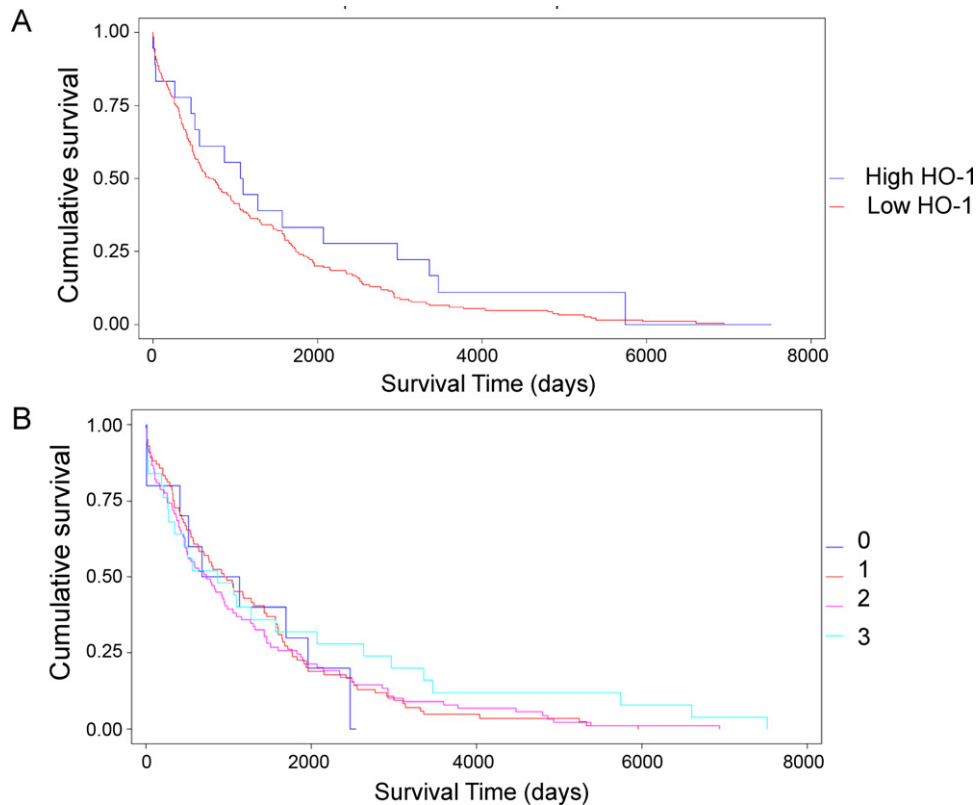 A
1.00
0.75
0.50
0.25
0.00
Cumulative survival
0 2000 4000 6000 8000
Survival Time (days)
High HO-1
Low HO-1
B
1.00
0.75
0.50
0.25
0.00
Cumulative survival
0 2000 4000 6000 8000
Survival Time (days)
0
1
2
3